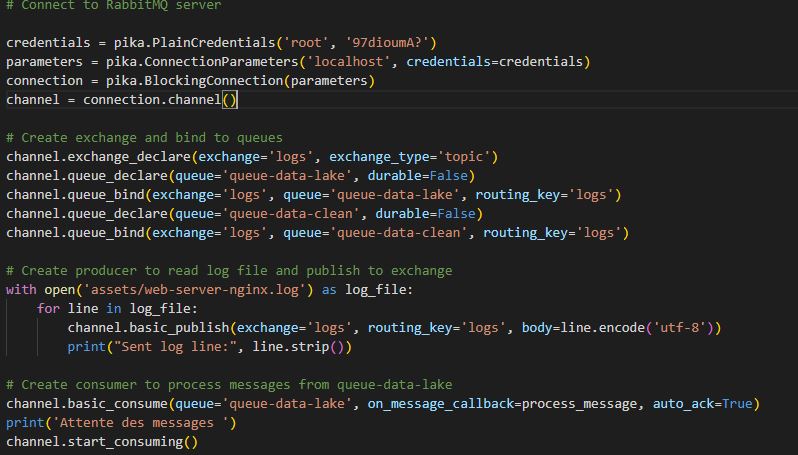 # Connect to RabbitMQ server
credentials = pika.PlainCredentials('root', '97dioumA?')
parameters = pika.ConnectionParameters('localhost', credentials=credentials)
connection = pika.BlockingConnection(parameters)
channel = connection.channel()
# Create exchange and bind to queues
channel.exchange_declare(exchange='logs', exchange_type='topic')
channel.queue_declare(queue='queue-data-lake', durable=False)
channel.queue_bind(exchange='logs', queue='queue-data-lake', routing_key='logs')
channel.queue_declare(queue='queue-data-clean', durable=False)
channel.queue_bind(exchange='logs', queue='queue-data-clean', routing_key='logs')
# Create producer to read log file and publish to exchange
with open('assets/web-server-nginx.log') as log_file:
    for line in log_file:
        channel.basic_publish(exchange='logs', routing_key='logs', body=line.encode('utf-8'))
        print("Sent log line:", line.strip())
# Create consumer to process messages from queue-data-lake
channel.basic_consume(queue='queue-data-lake', on_message_callback=process_message, auto_ack=True)
print('Attente des messages ')
channel.start_consuming()